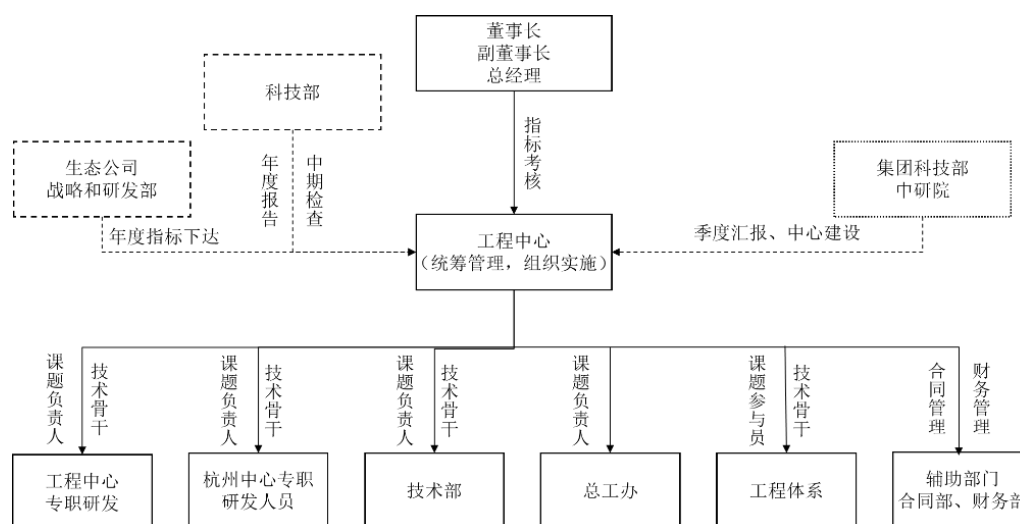 董事长
副董事长
总经理
科技部
生态公司
战略和研发部
年度报告
中期检查
指标考核
集团科技部
中研院
年度指标下达
季度汇报、中心建设
工程中心
（统筹管理，组织实施）
课题负责人
技术骨干
课题负责人
技术骨干
课题负责人
技术骨干
课题负责人
课题参与员
技术骨干
合同管理
财务管理
工程中心
专职研发
杭州中心专职
研发人员
技术部
总工办
工程体系
辅助部门
合同部、财务部